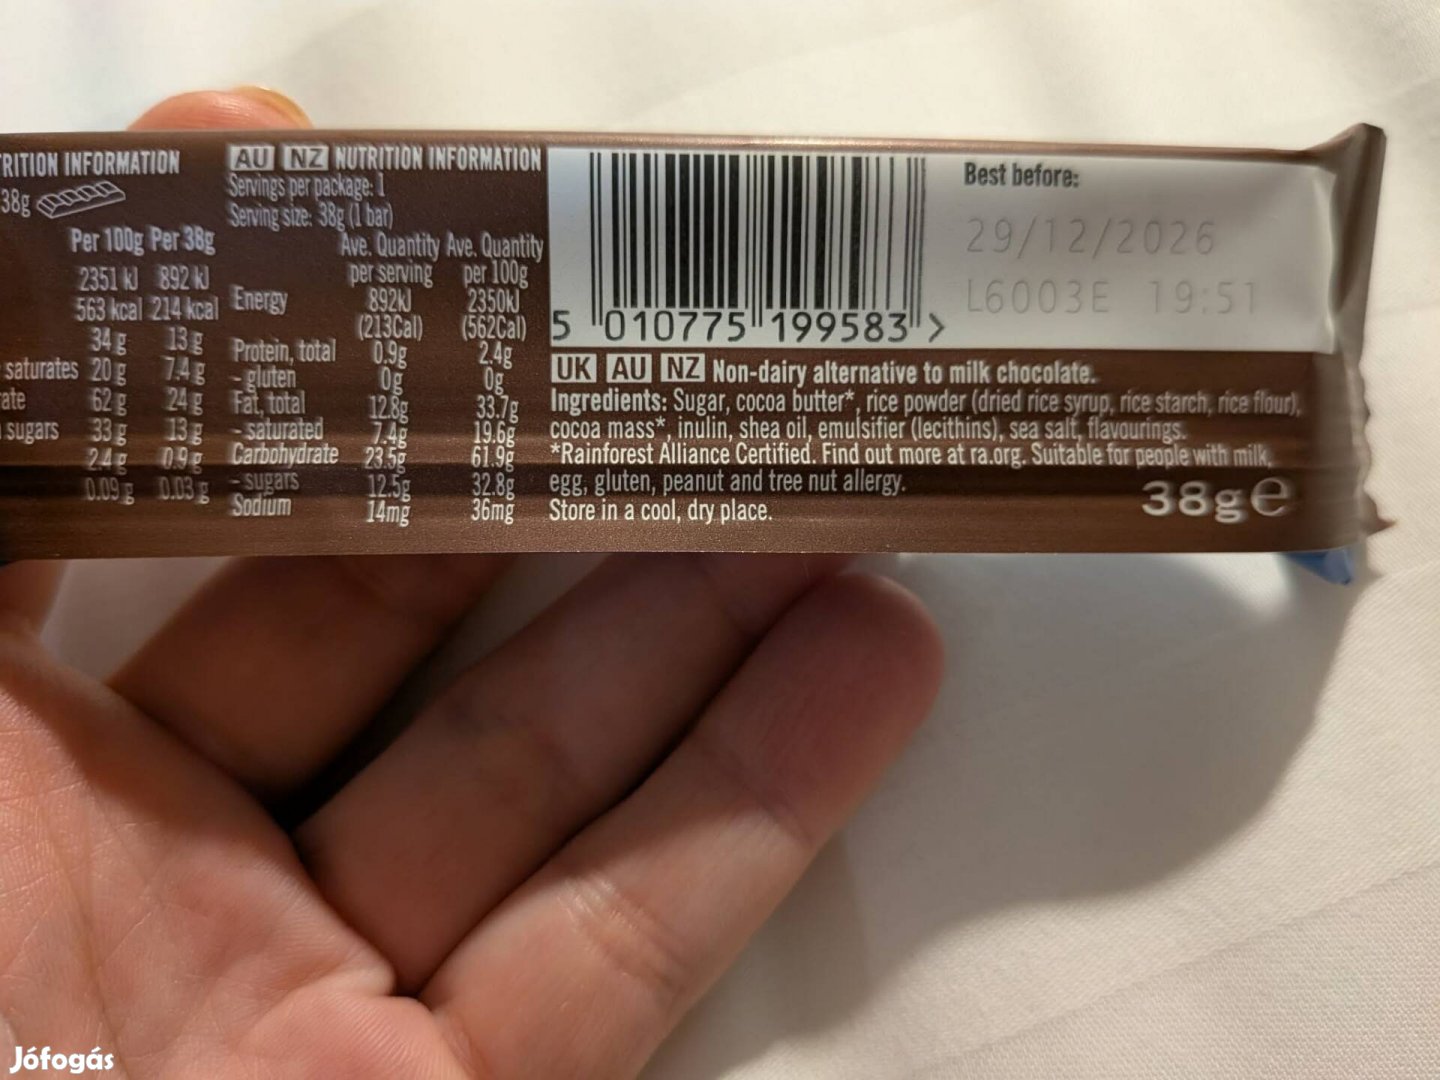 TRITION INFORMATION
38g
Per 100g Per 38g
2351 kJ 892 kJ
563 kcal 214 kcal
34 g 13 g
saturates 20 g 7.4 g
ate 62 g 24 g
sugars 33 g 13 g
2.4 g 0.9 g
0.09 g 0.03 g
AU NZ NUTRITION INFORMATION
Servings per package: 1
Serving size: 38g (1 bar)
Ave. Quantity Ave. Quantity
per serving per 100g
Energy 892kJ 2350kJ
(213Cal) (562Cal)
Protein, total 0.9g 2.4g
- gluten 0g 0g
Fat, total 12.8g 33.7g
- saturated 7.4g 19.6g
Carbohydrate 23.5g 61.9g
- sugars 12.5g 32.8g
Sodium 14mg 36mg
5 010775 199583 >
Best before:
29/12/2026
L6003E 19:51
UK AU NZ Non-dairy alternative to milk chocolate.
Ingredients: Sugar, cocoa butter*, rice powder (dried rice syrup, rice starch, rice flour),
cocoa mass*, inulin, shea oil, emulsifier (lecithins), sea salt, flavourings.
*Rainforest Alliance Certified. Find out more at ra.org. Suitable for people with milk,
egg, gluten, peanut and tree nut allergy.
Store in a cool, dry place.
38g e
Jófogás